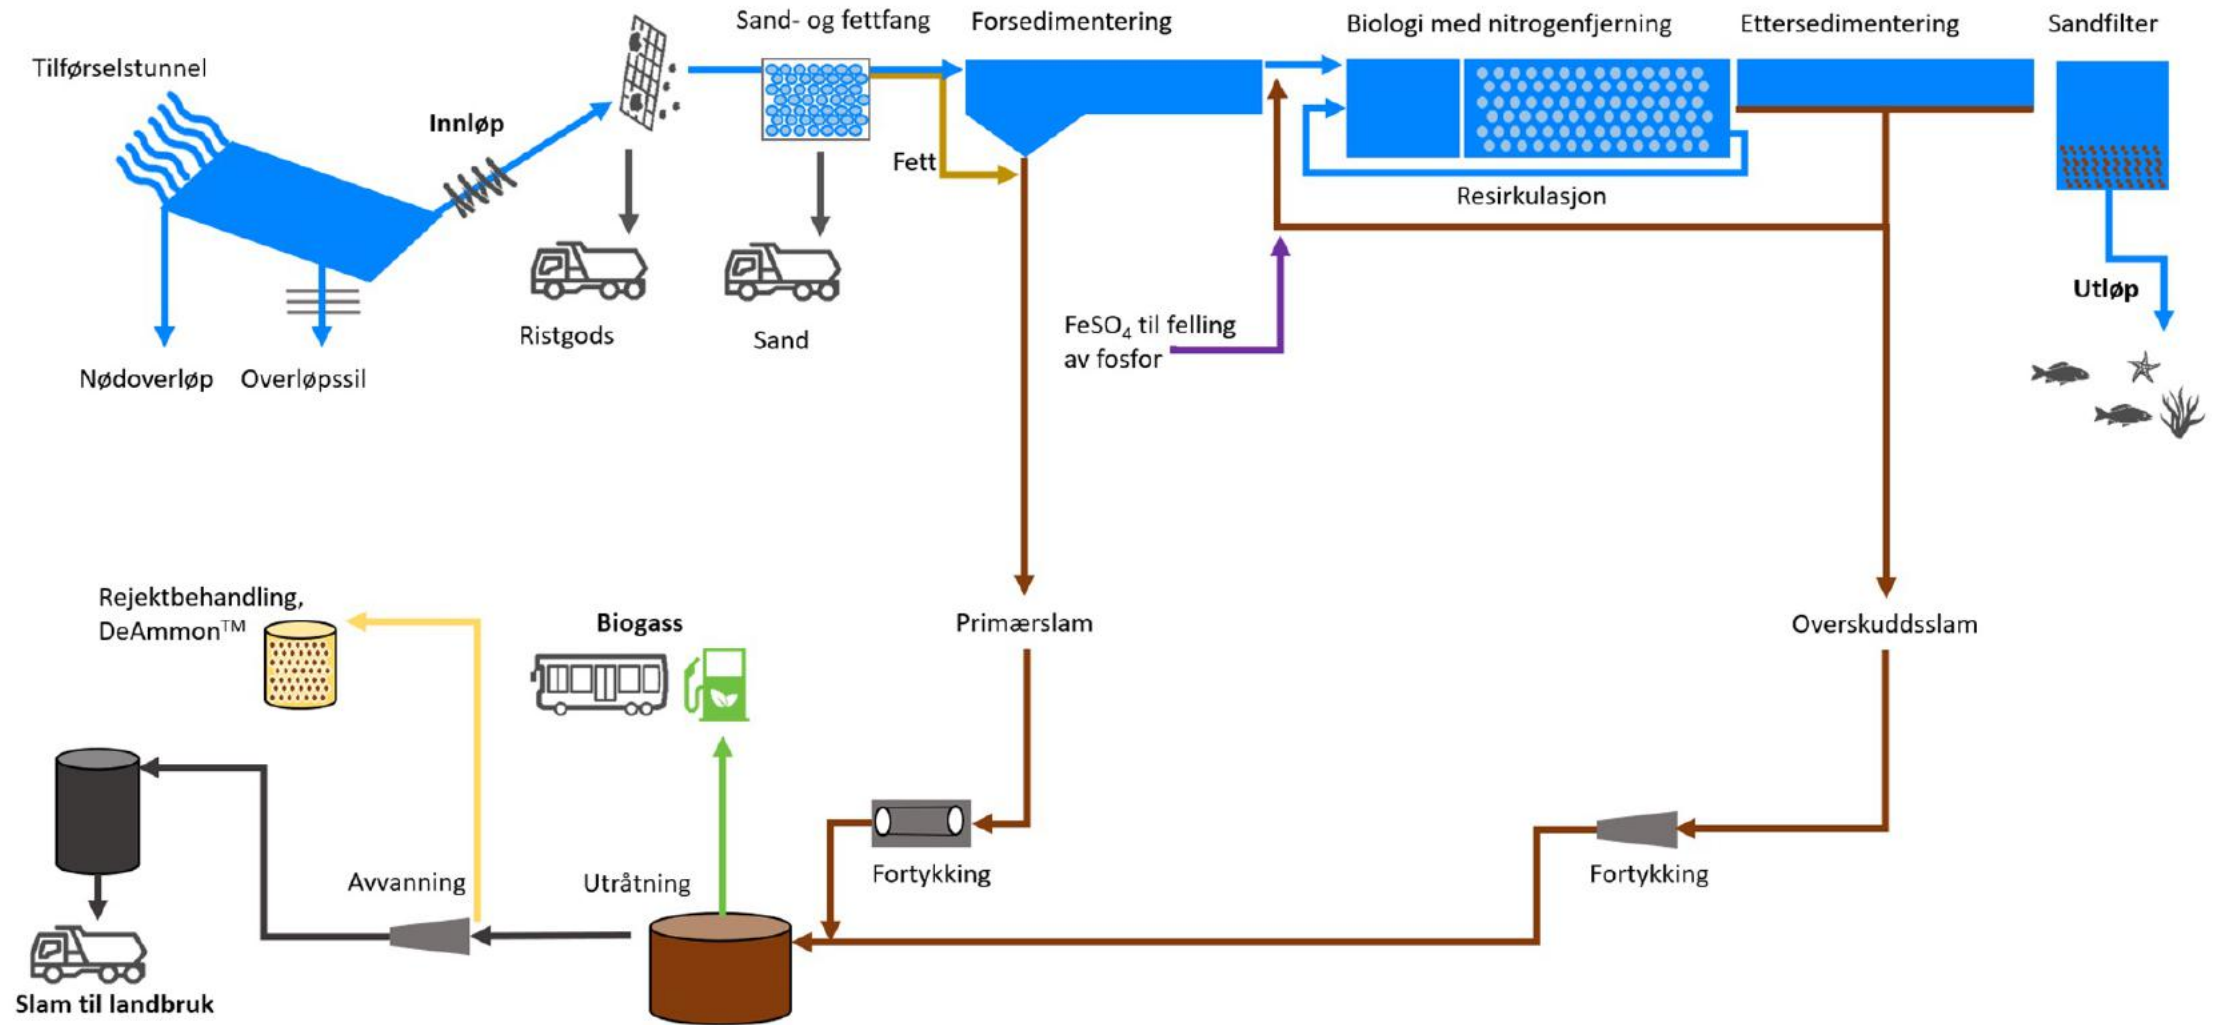 Tilførselstunnel
Innløp
Sand- og fettfang
Forsedimentering
Biologi med nitrogenfjerning
Ettersedimentering
Sandfilter
Fett
Resirkulasjon
Nødoverløp
Overløpssil
Ristgods
Sand
FeSO₄ til felling
av fosfor
Utløp
Rejektbehandling,
DeAmmon™
Biogass
Primærslam
Overskuddsslam
Avvanning
Utråtning
Fortykking
Fortykking
Slam til landbruk